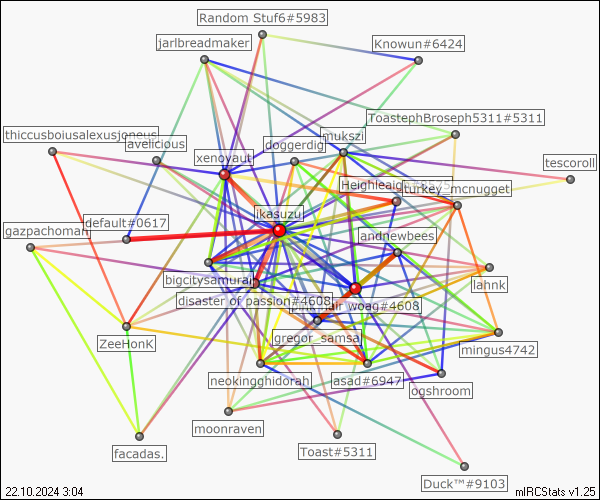 Random Stuf6#5983
jarlbreadmaker
Knowun#6424
ToastephBroseph5311#5311
thiccusboiusalexusjoneus
mukszi
avelicious
doggerdig
xenoyaut
tescoroll
turkey_mcnugget
ikasuzu
default#0617
gazpachoman
andnewbees
bigcitysamurai
lahnk
disaster of passion#4608
woag#4608
gregor_samsa
ZeeHonK
mingus4742
neokingghidorah
asad#6947
ogshroom
moonraven
facadas.
Toast#5311
Duck™#9103
22.10.2024 3:04
mIRCStats v1.25